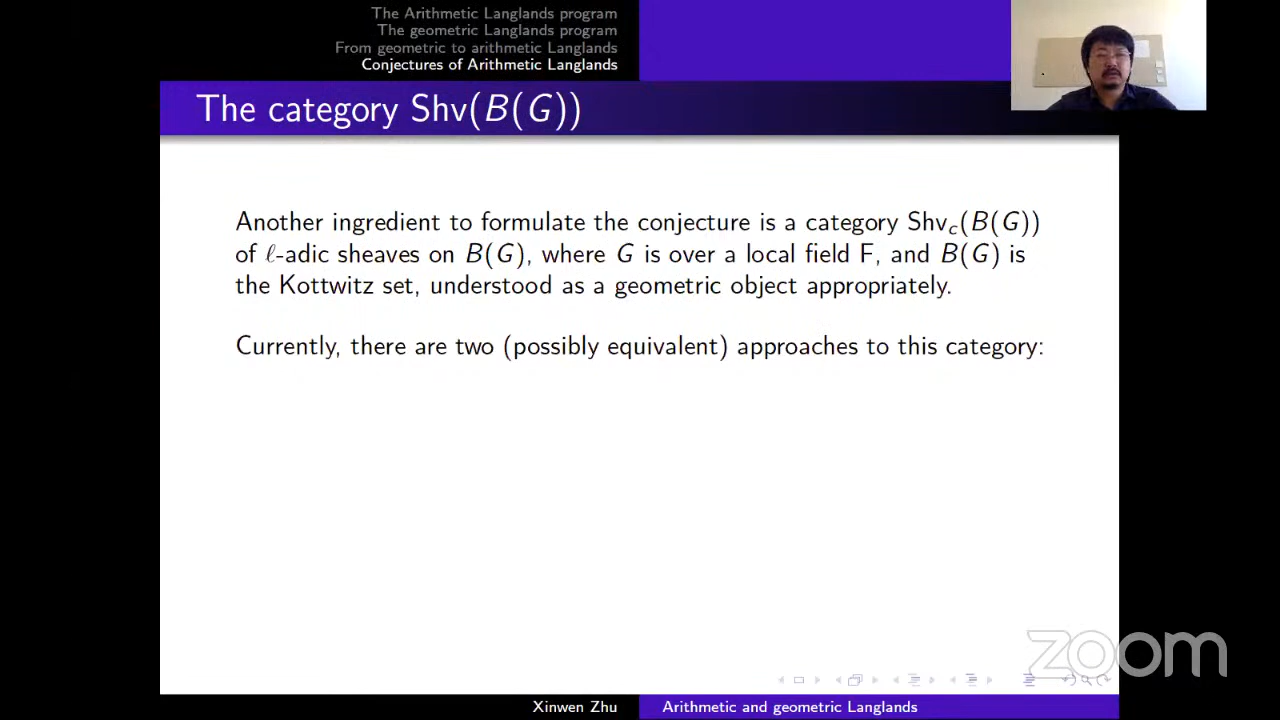 The Arithmetic Langlands program
The geometric Langlands program
From geometric to arithmetic Langlands
Conjectures of Arithmetic Langlands
The category Shv(B(G))
Another ingredient to formulate the conjecture is a category Shv_c(B(G))
of ℓ-adic sheaves on B(G), where G is over a local field F, and B(G) is
the Kottwitz set, understood as a geometric object appropriately.
Currently, there are two (possibly equivalent) approaches to this category:
zoom
Xinwen Zhu
Arithmetic and geometric Langlands